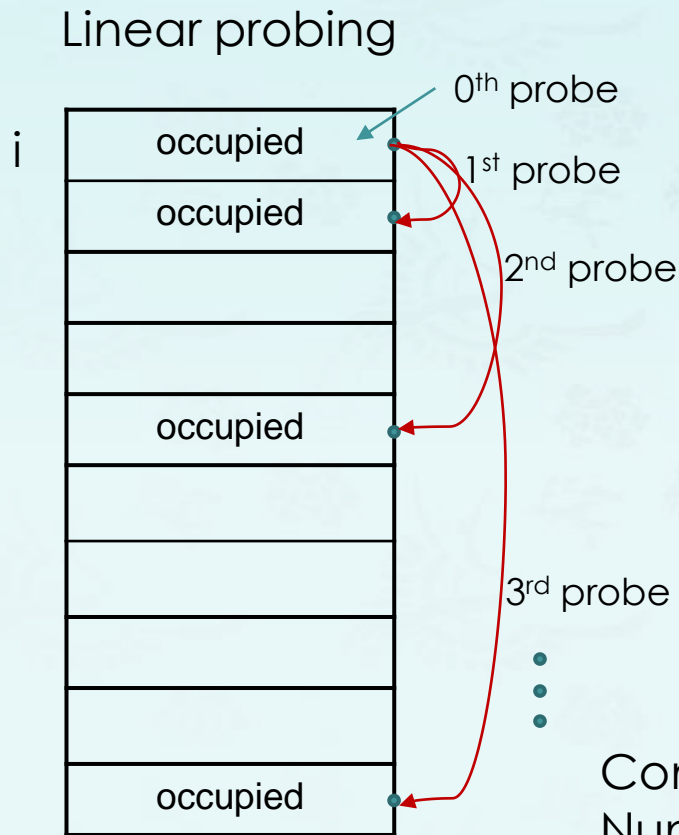 Linear probing
0th probe
i
occupied
1st probe
occupied
2nd probe
occupied
3rd probe
occupied